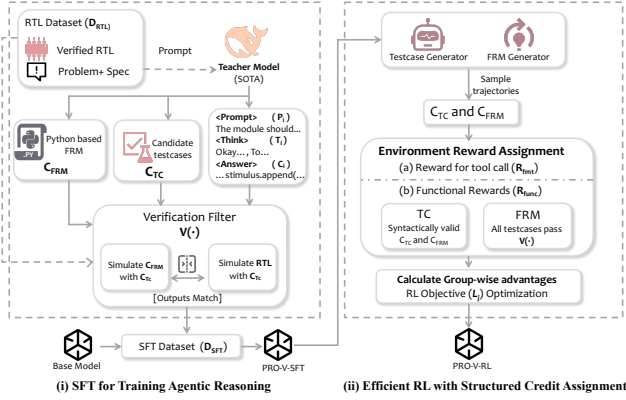 RTL Dataset (D_RTL)
Verified RTL
Problem+ Spec
Prompt
Teacher Model
(SOTA)
Python based
FRM
C_FRM
.PY
Candidate
testcases
C_TC
<Prompt> ( P_i )
The module should...
<Think> ( T_i )
Okay..., To...
<Answer> ( C_i )
... stimulus.append(...
Verification Filter
V(·)
Simulate C_FRM
with C_Tc
Simulate RTL
with C_Tc
[Outputs Match]
Base Model
SFT Dataset (D_SFT)
PRO-V-SFT
(i) SFT for Training Agentic Reasoning
Testcase Generator
FRM Generator
Sample
trajectories
C_TC and C_FRM
Environment Reward Assignment
(a) Reward for tool call (R_fmt)
(b) Functional Rewards (R_func)
TC
Syntactically valid
C_TC and C_FRM
FRM
All testcases pass
V(·)
Calculate Group-wise advantages
RL Objective (L_j) Optimization
PRO-V-RL
(ii) Efficient RL with Structured Credit Assignment